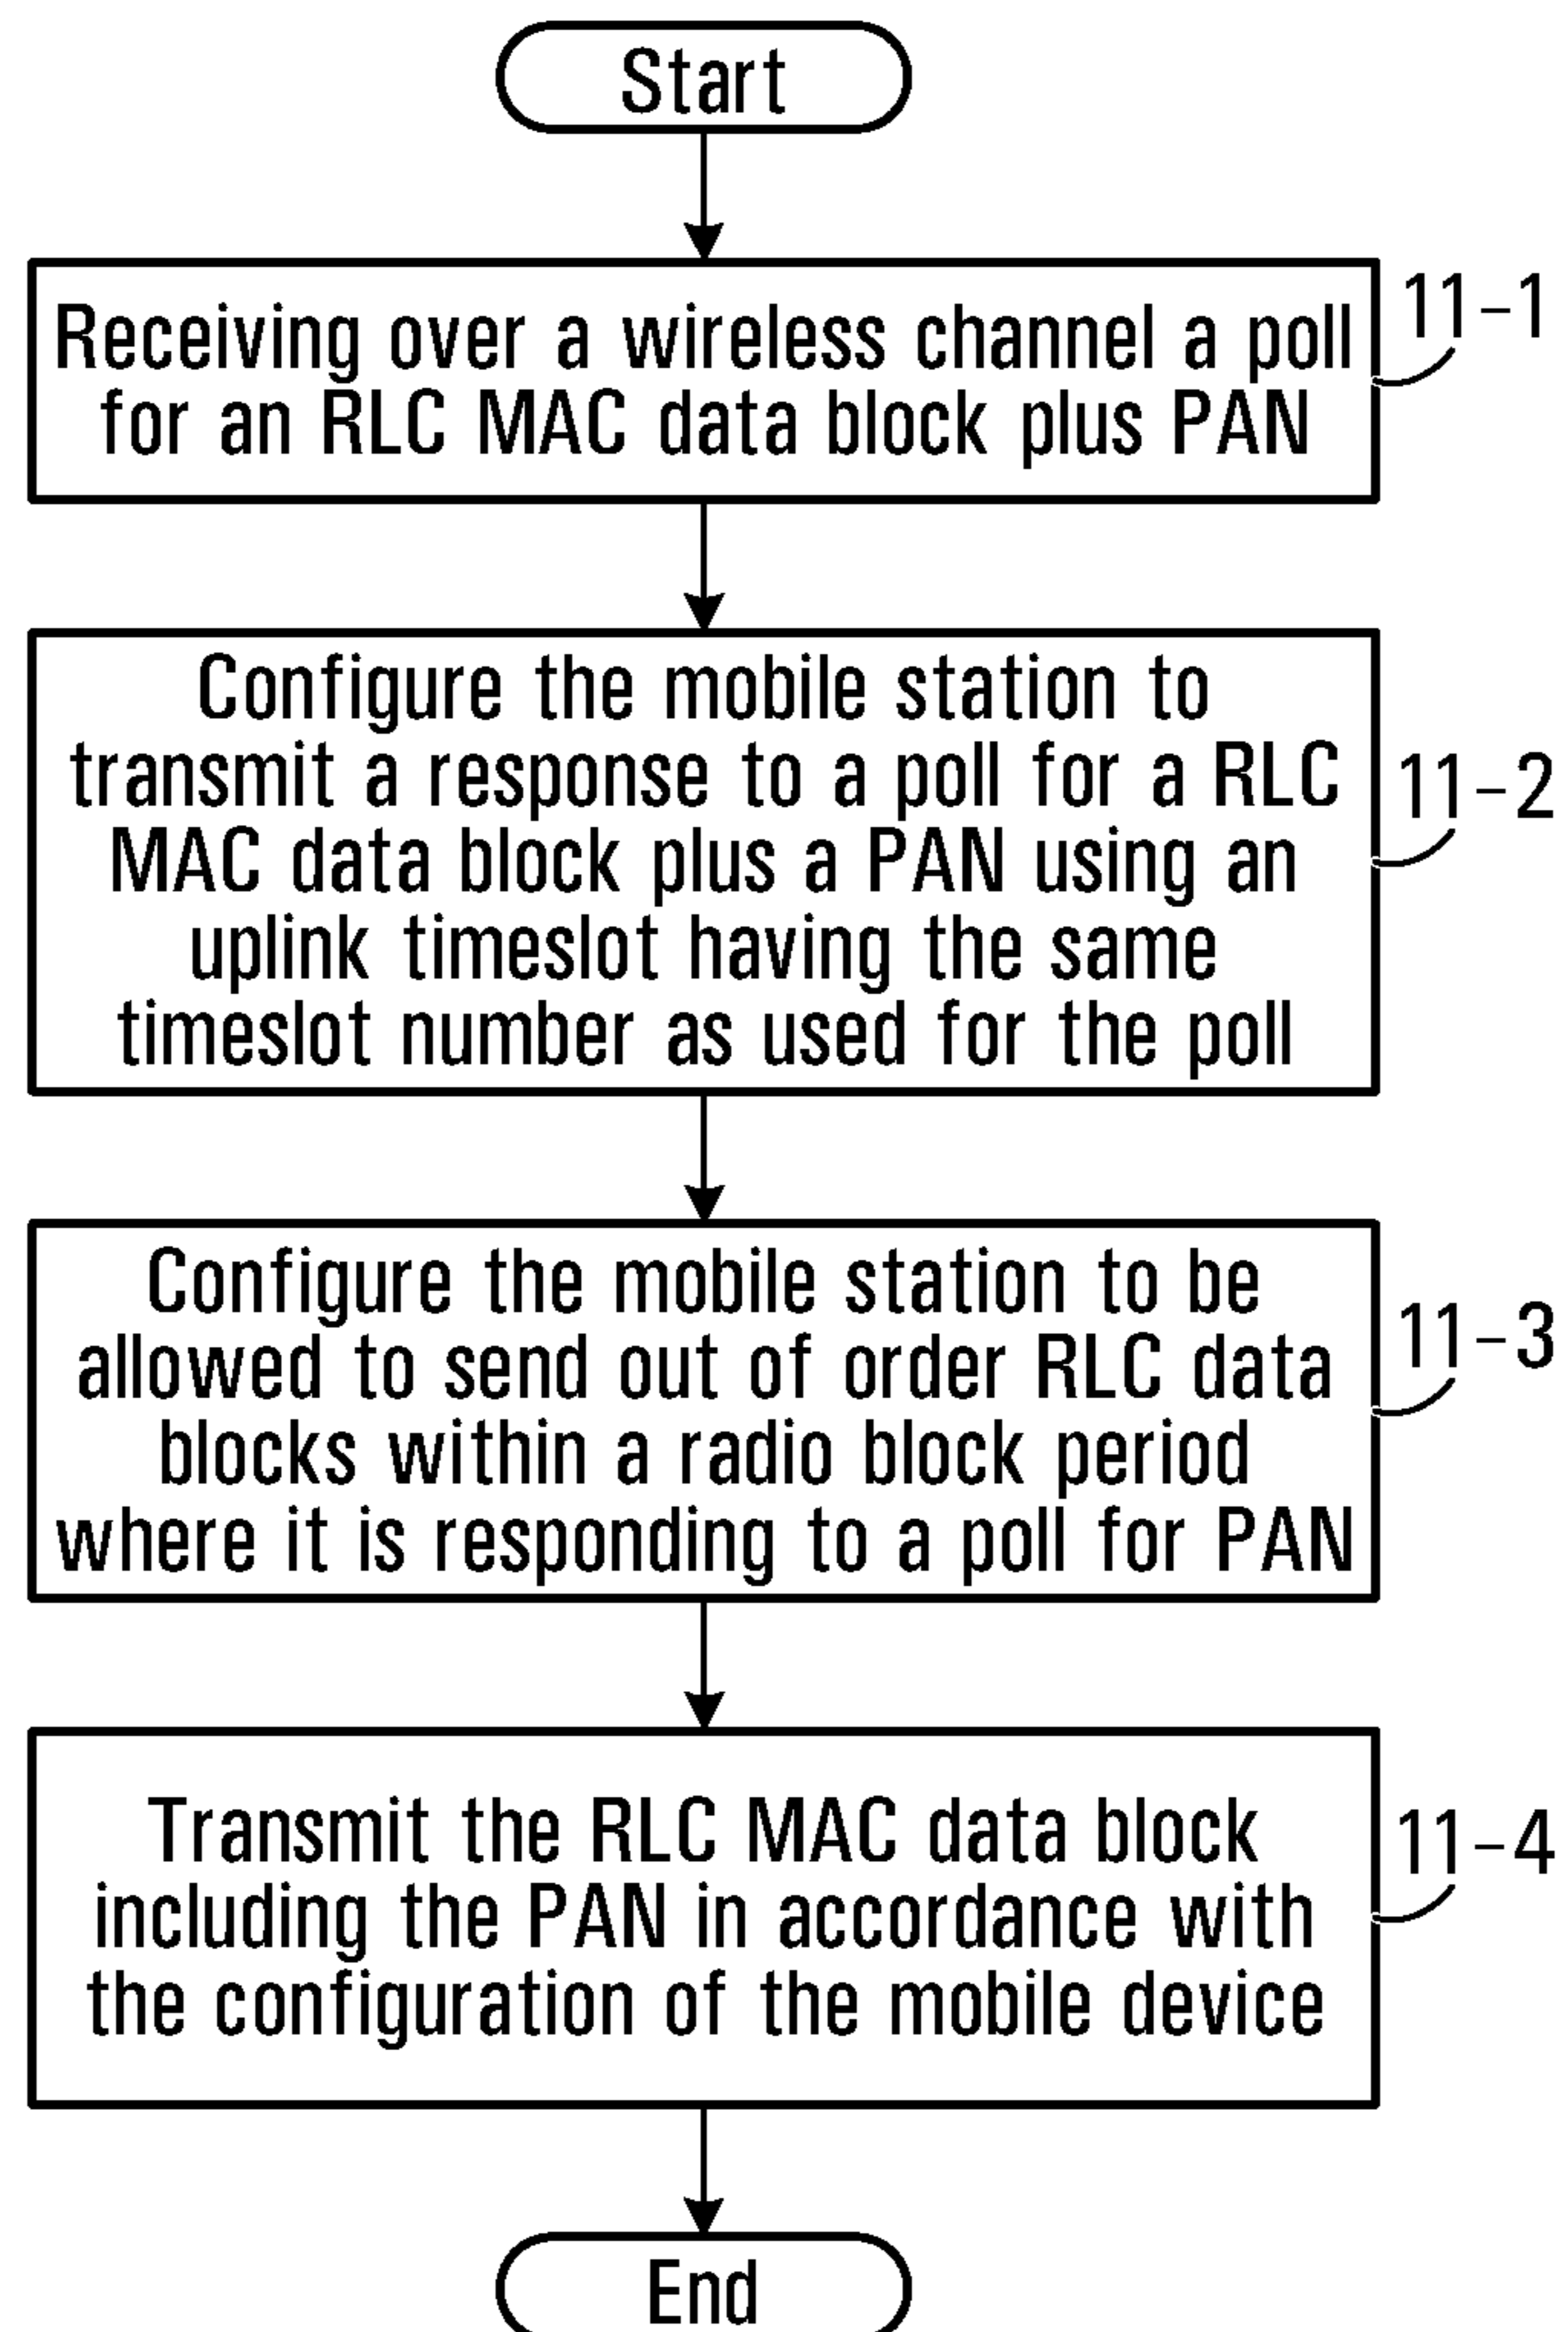 Start
Receiving over a wireless channel a poll
for an RLC MAC data block plus PAN
11-1
Configure the mobile station to
transmit a response to a poll for a RLC
MAC data block plus a PAN using an
uplink timeslot having the same
timeslot number as used for the poll
11-2
Configure the mobile station to be
allowed to send out of order RLC data
blocks within a radio block period
where it is responding to a poll for PAN
11-3
Transmit the RLC MAC data block
including the PAN in accordance with
the configuration of the mobile device
11-4
End